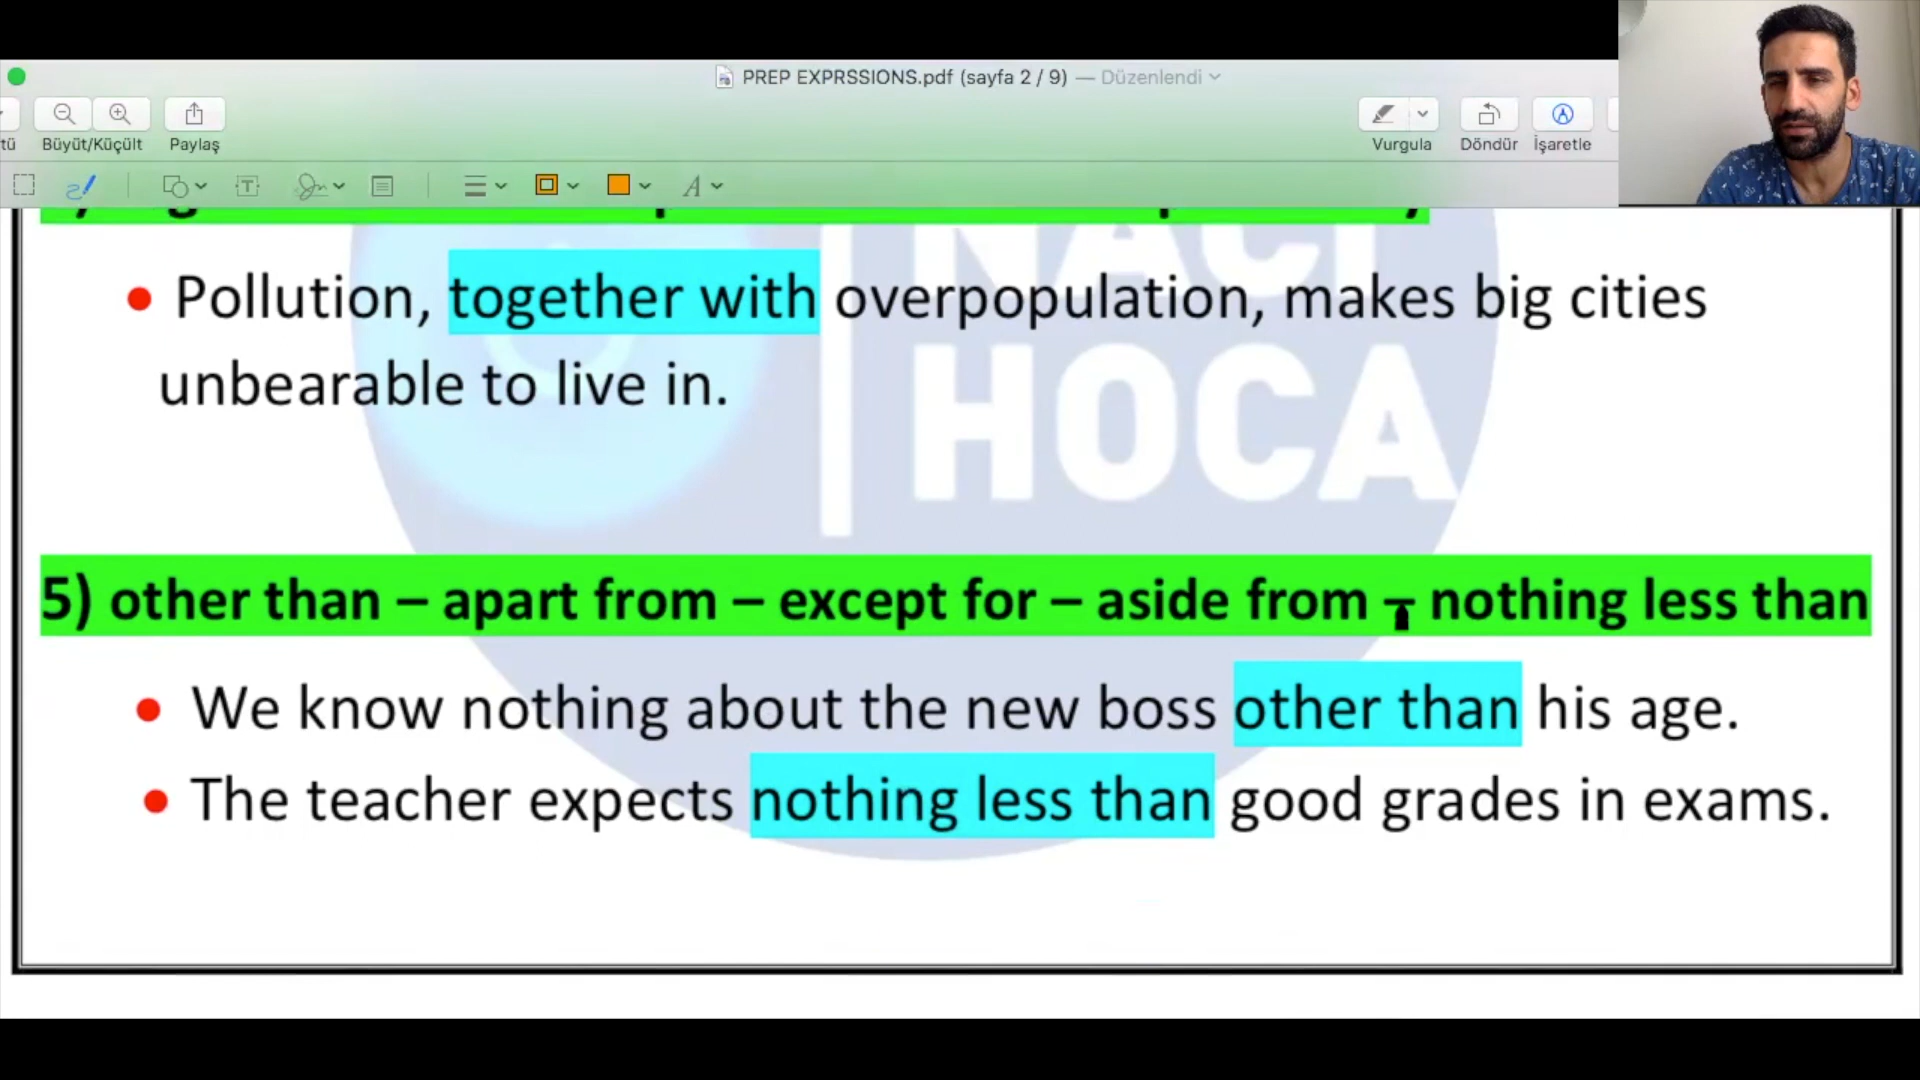 PREP EXPRSSIONS.pdf (sayfa 2 / 9) — Düzenlendi
Büyüt/Küçült Paylaş Vurgula Döndür İşaretle
NACİ
HOCA
• Pollution, together with overpopulation, makes big cities
unbearable to live in.
5) other than – apart from – except for – aside from – nothing less than
• We know nothing about the new boss other than his age.
• The teacher expects nothing less than good grades in exams.